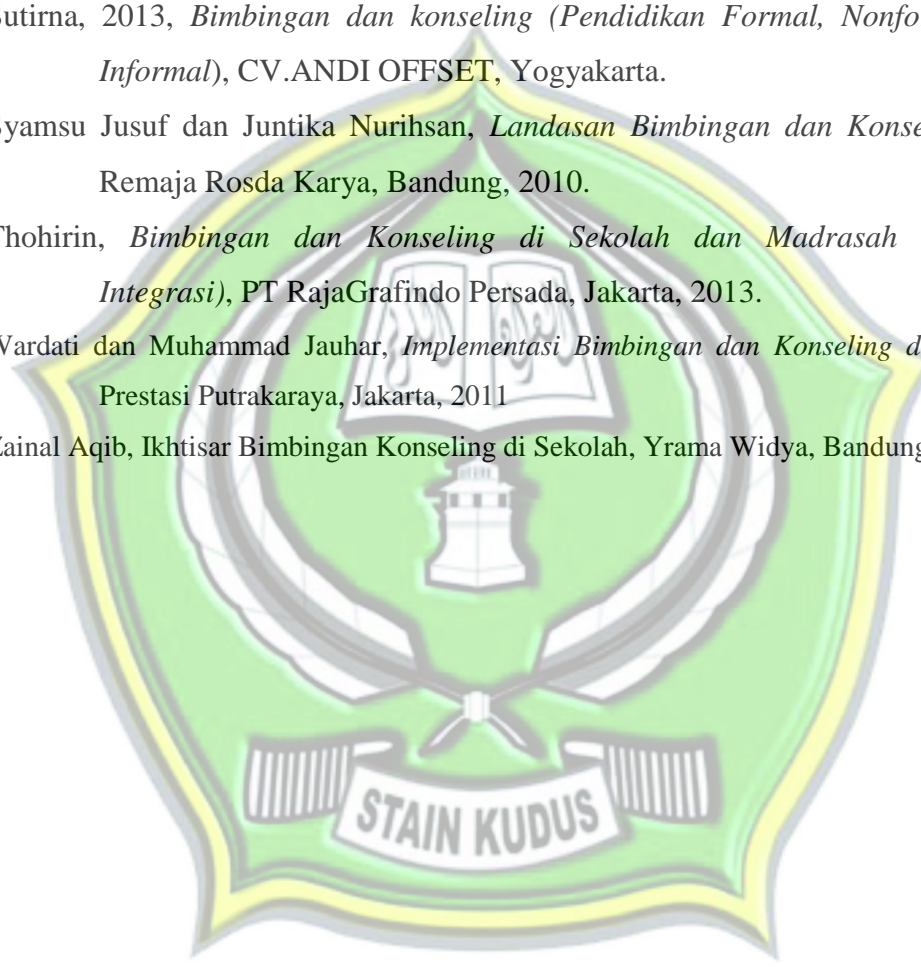 Sutirna, 2013, Bimbingan dan konseling (Pendidikan Formal, Nonfo
Informal), CV.ANDI OFFSET, Yogyakarta.
Syamsu Jusuf dan Juntika Nurihsan, Landasan Bimbingan dan Konse
Remaja Rosda Karya, Bandung, 2010.
Thohirin, Bimbingan dan Konseling di Sekolah dan Madrasah
Integrasi), PT RajaGrafindo Persada, Jakarta, 2013.
Wardati dan Muhammad Jauhar, Implementasi Bimbingan dan Konseling d
Prestasi Putrakaraya, Jakarta, 2011
Zainal Aqib, Ikhtisar Bimbingan Konseling di Sekolah, Yrama Widya, Bandung
STAIN KUDUS